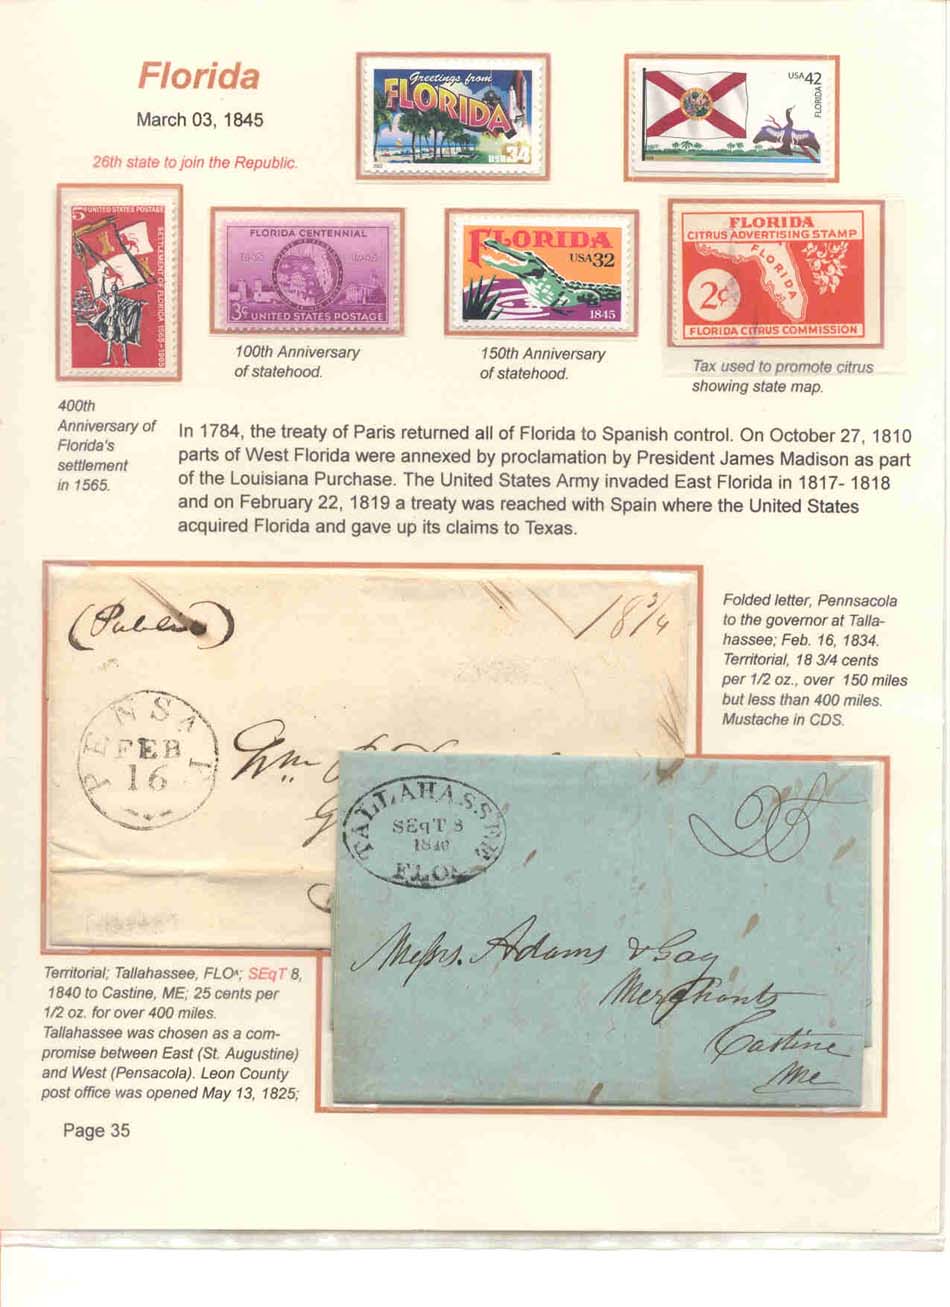 Florida
March 03, 1845
26th state to join the Republic.
Greetings from
FLORIDA
USA 34
USA 42
FLORIDA
5
UNITED STATES POSTAGE
SETTLEMENT OF FLORIDA 1565-1965
FLORIDA CENTENNIAL
1845
1945
3¢ UNITED STATES POSTAGE
FLORIDA
USA 32
1845
FLORIDA
CITRUS ADVERTISING STAMP
FLORIDA
2¢
FLORIDA CITRUS COMMISSION
400th
Anniversary of
Florida's
settlement
in 1565.
100th Anniversary
of statehood.
150th Anniversary
of statehood.
Tax used to promote citrus
showing state map.
In 1784, the treaty of Paris returned all of Florida to Spanish control. On October 27, 1810
parts of West Florida were annexed by proclamation by President James Madison as part
of the Louisiana Purchase. The United States Army invaded East Florida in 1817- 1818
and on February 22, 1819 a treaty was reached with Spain where the United States
acquired Florida and gave up its claims to Texas.
(Public)
18 3/4
PENSA
FEB
16
Wm
Folded letter, Pennsacola
to the governor at Talla-
hassee; Feb. 16, 1834.
Territorial, 18 3/4 cents
per 1/2 oz., over 150 miles
but less than 400 miles.
Mustache in CDS.
TALLAHASSEE
SEqT 8
1840
FLOA
25
Messrs. Adams & Gay
Merchants
Castine
Me
Territorial; Tallahassee, FLOᴬ; SEqT 8,
1840 to Castine, ME; 25 cents per
1/2 oz. for over 400 miles.
Tallahassee was chosen as a com-
promise between East (St. Augustine)
and West (Pensacola). Leon County
post office was opened May 13, 1825;
Page 35